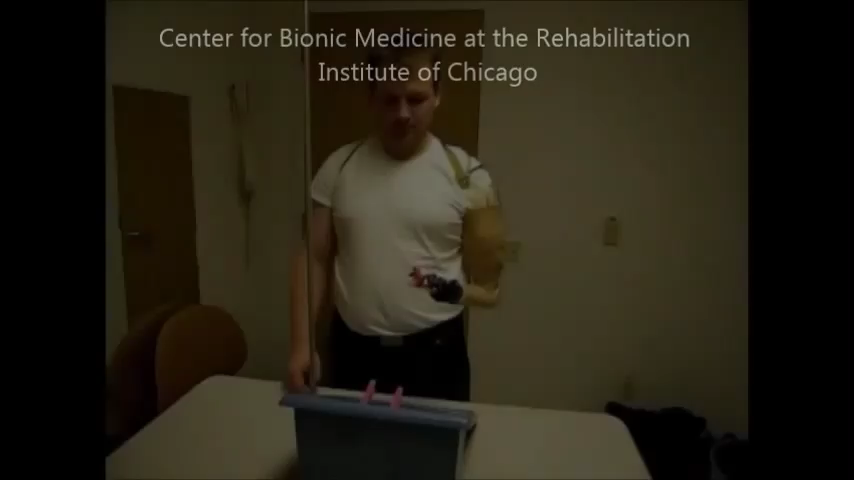 Center for Bionic Medicine at the Rehabilitation
Institute of Chicago